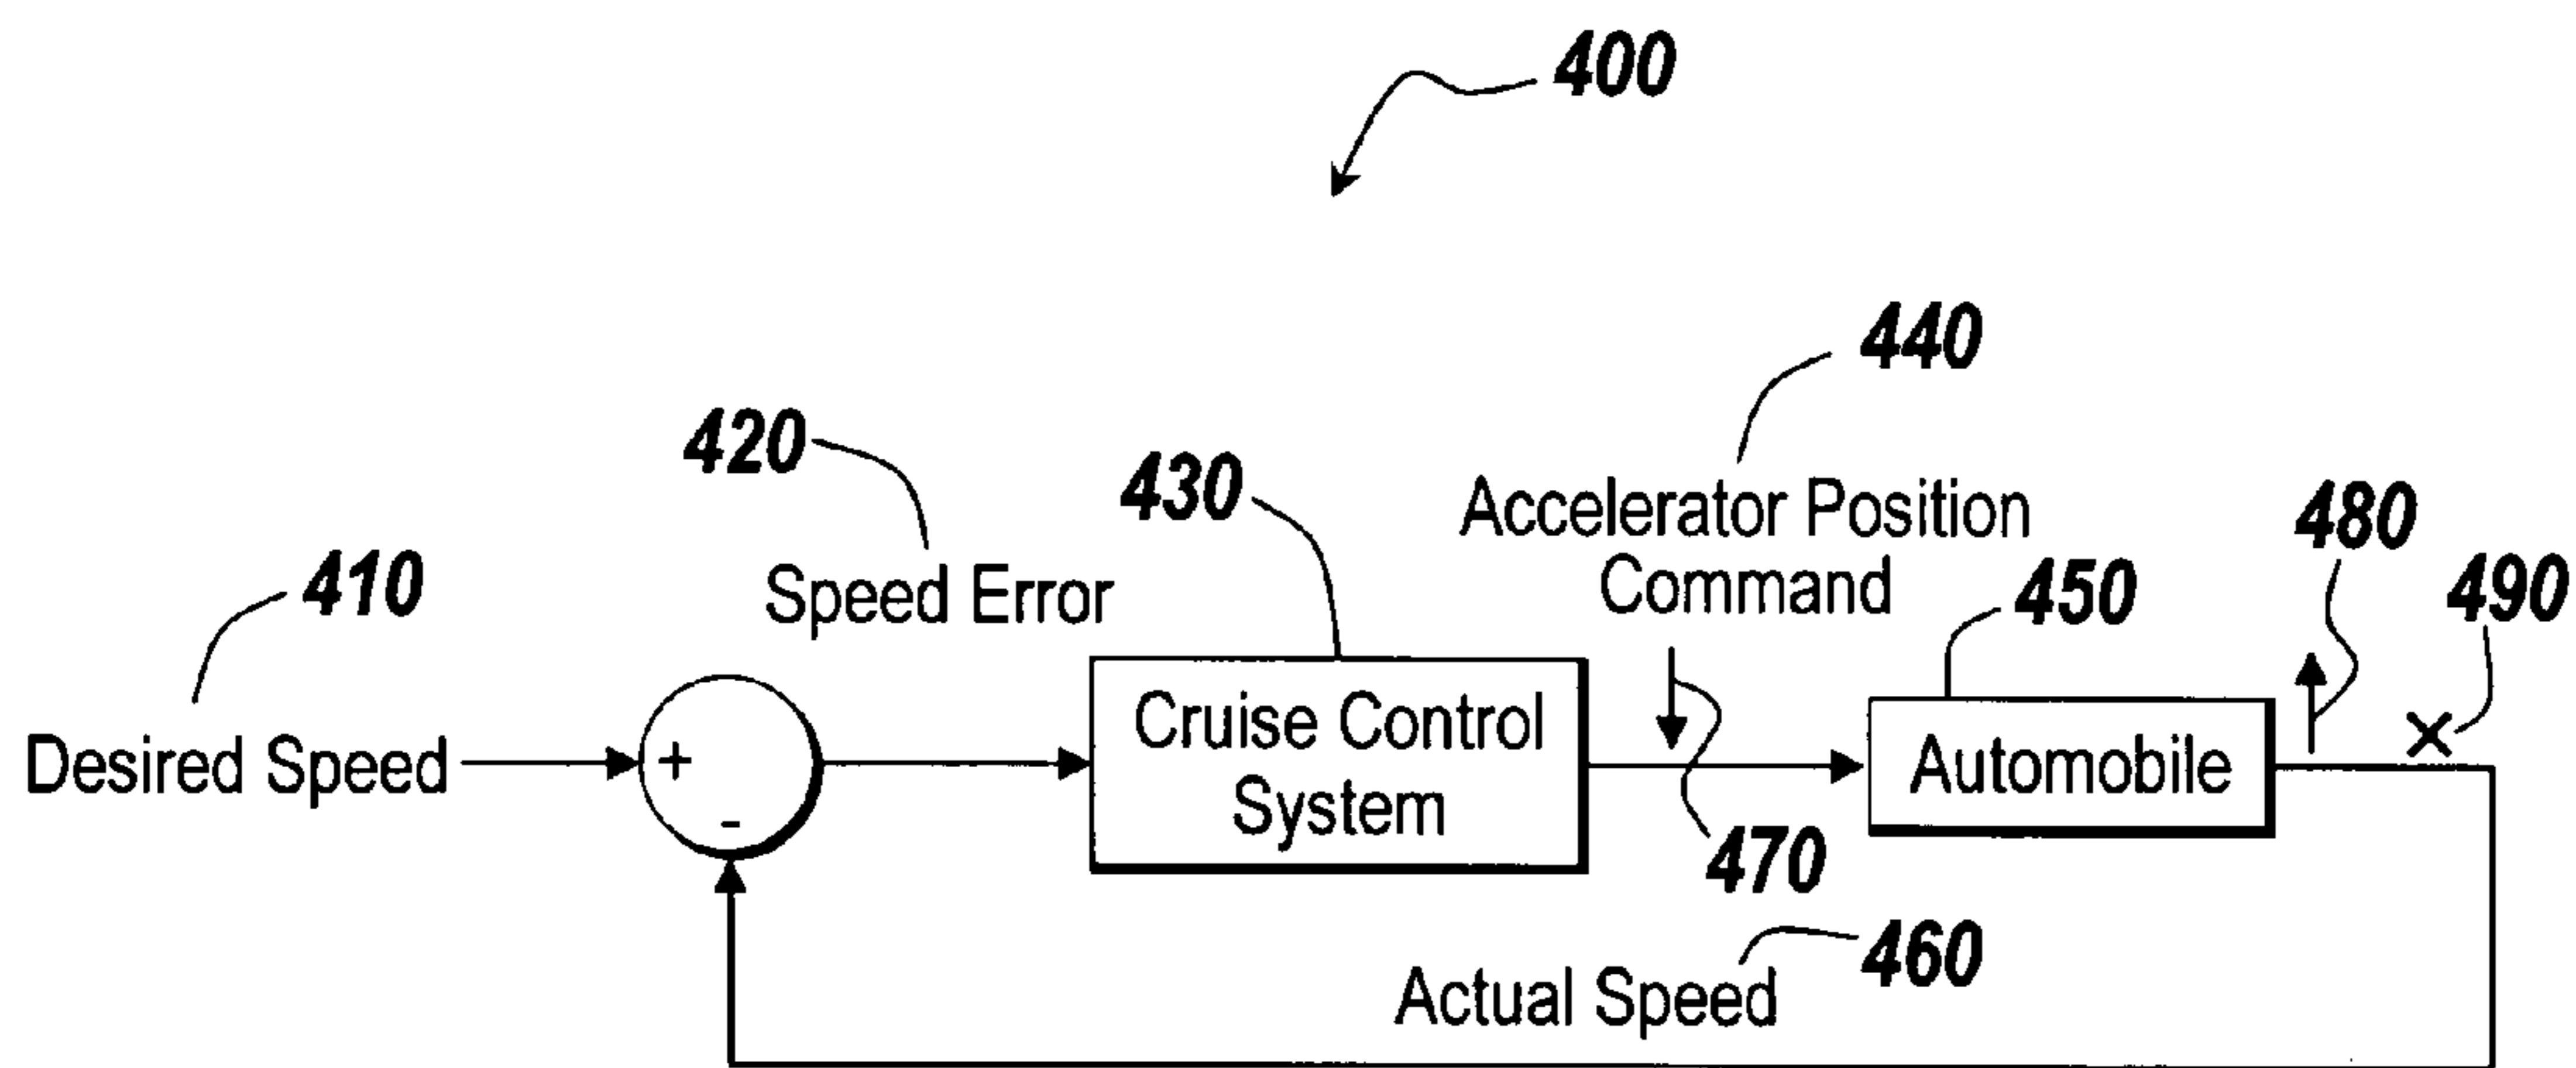 400
440
420
430
Accelerator Position
Command
480
410
Speed Error
450
490
Desired Speed
+
-
Cruise Control
System
Automobile
470
460
Actual Speed